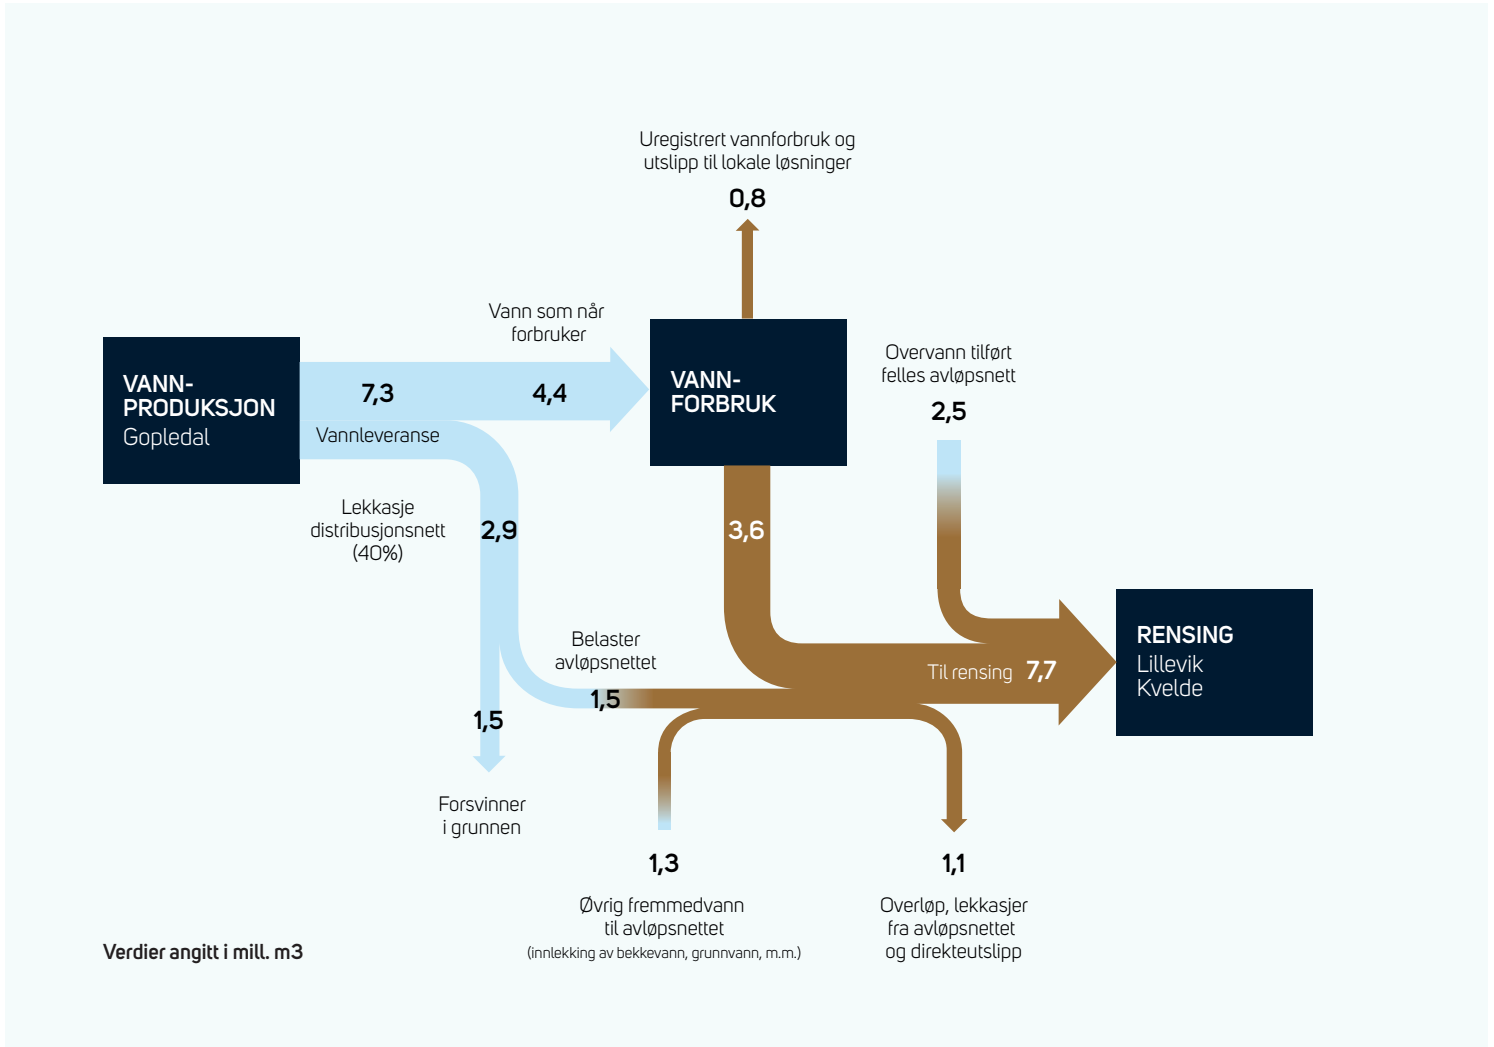 Uregistrert vannforbruk og
utslipp til lokale løsninger
0,8
Vann som når
forbruker
VANN-
PRODUKSJON
Gopledal
7,3
4,4
Vannleveranse
VANN-
FORBRUK
Overvann tilført
felles avløpsnett
2,5
Lekkasje
distribusjonsnett
(40%)
2,9
3,6
Belaster
avløpsnettet
1,5
1,5
Til rensing 7,7
RENSING
Lillevik
Kvelde
Forsvinner
i grunnen
1,3
Øvrig fremmedvann
til avløpsnettet
(innlekking av bekkevann, grunnvann, m.m.)
1,1
Overløp, lekkasjer
fra avløpsnettet
og direkteutslipp
Verdier angitt i mill. m3